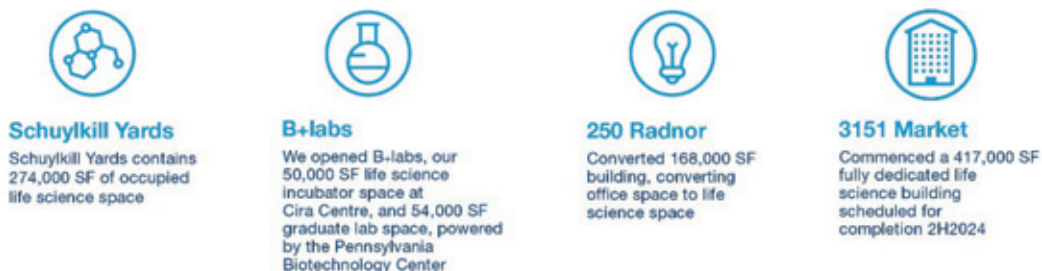 Schuylkill Yards
Schuylkill Yards contains
274,000 SF of occupied
life science space
B+labs
We opened B+labs, our
50,000 SF life science
incubator space at
Cira Centre, and 54,000 SF
graduate lab space, powered
by the Pennsylvania
Biotechnology Center
250 Radnor
Converted 168,000 SF
building, converting
office space to life
science space
3151 Market
Commenced a 417,000 SF
fully dedicated life
science building
scheduled for
completion 2H2024